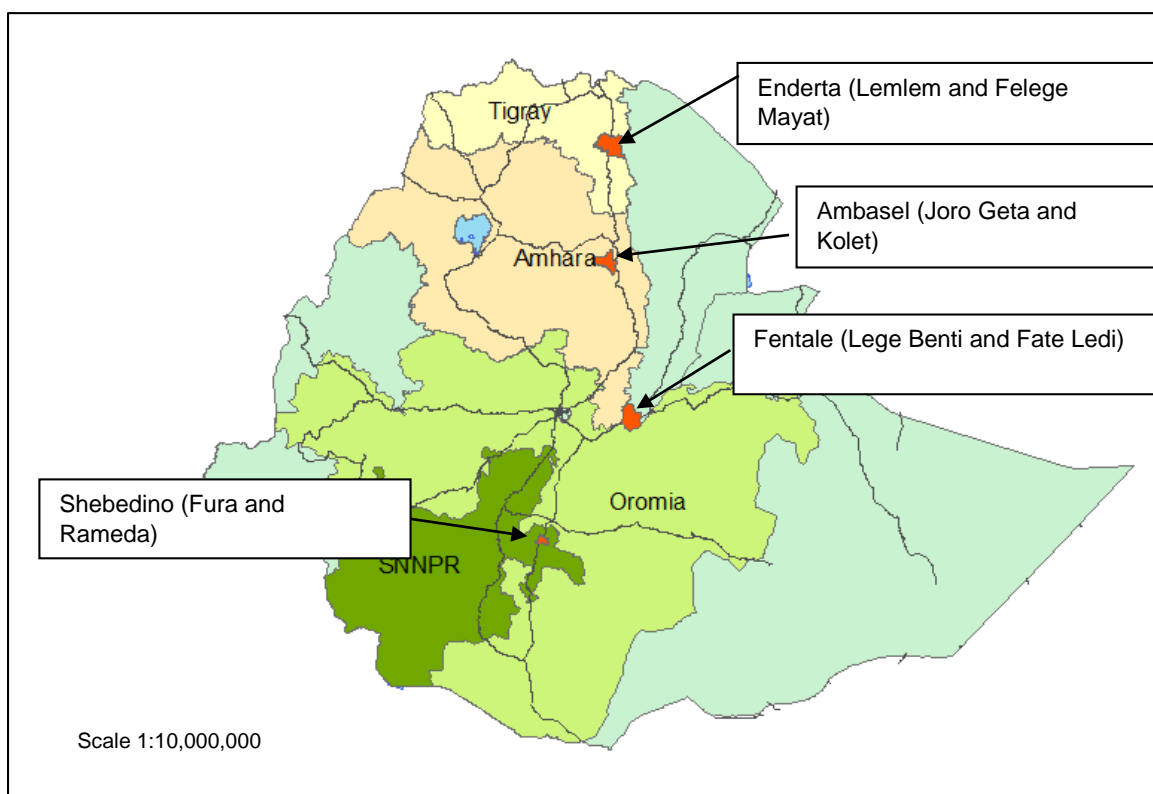 Enderta (Lemlem and Felege
Mayat)
Tigray
Ambasel (Joro Geta and
Kolet)
Amhara
Fentale (Lege Benti and Fate Ledi)
Shebedino (Fura and
Rameda)
Oromia
SNNPR
Scale 1:10,000,000